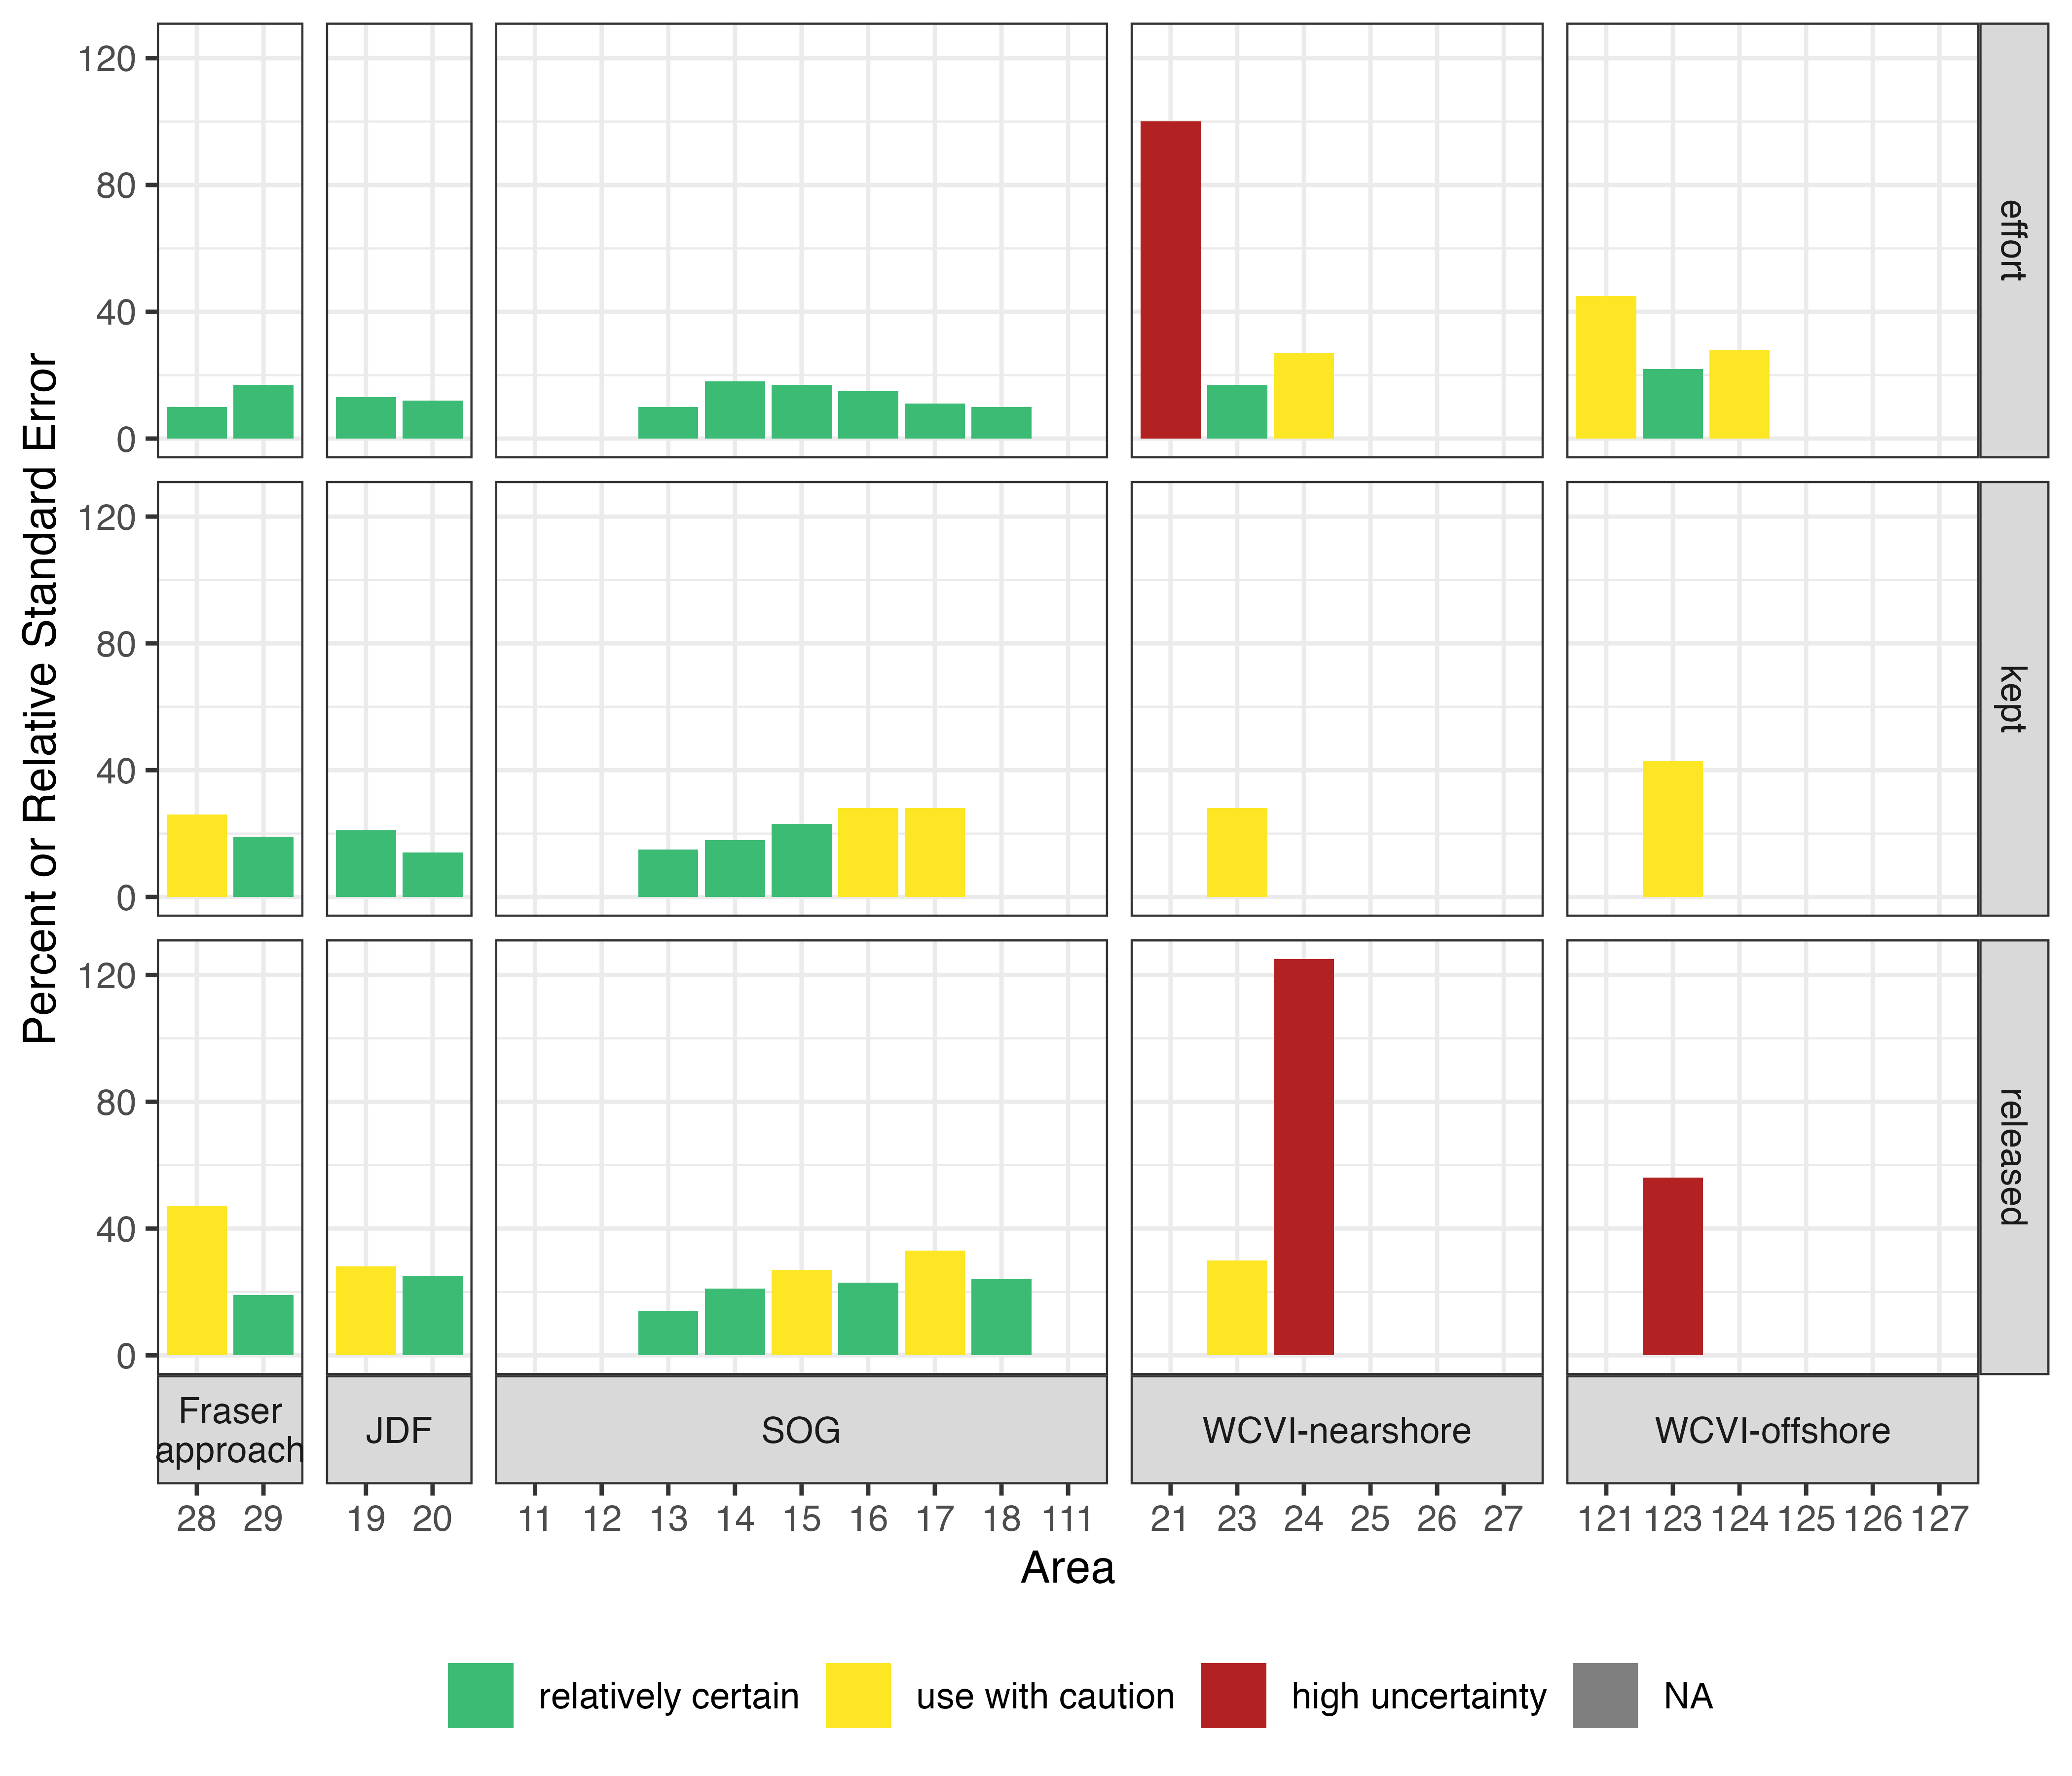 Percent or Relative Standard Error
120
80
40
0
effort
120
80
40
0
kept
120
80
40
0
released
Fraser
approach
JDF
SOG
WCVI-nearshore
WCVI-offshore
28 29 19 20 11 12 13 14 15 16 17 18 111 21 23 24 25 26 27 121 123 124 125 126 127
Area
relatively certain use with caution high uncertainty NA